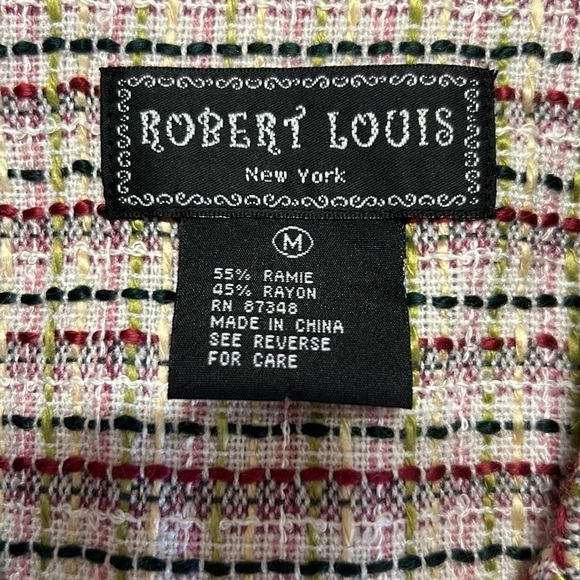 ROBERT LOUIS
New York
M
55% RAMIE
45% RAYON
RN 87348
MADE IN CHINA
SEE REVERSE
FOR CARE